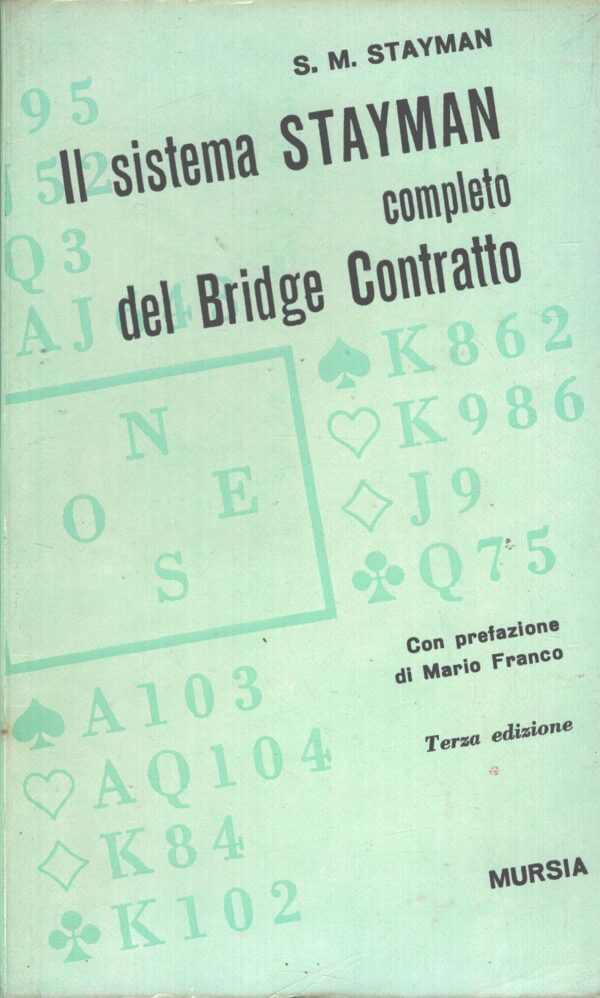 S. M. STAYMAN
Il sistema STAYMAN
completo
del Bridge Contratto
95
J52
Q3
AJ
N
O E
S
♠K862
♡K986
♢J9
♣Q75
Con prefazione
di Mario Franco
Terza edizione
♠A103
♡AQ104
♢K84
♣K102
MURSIA